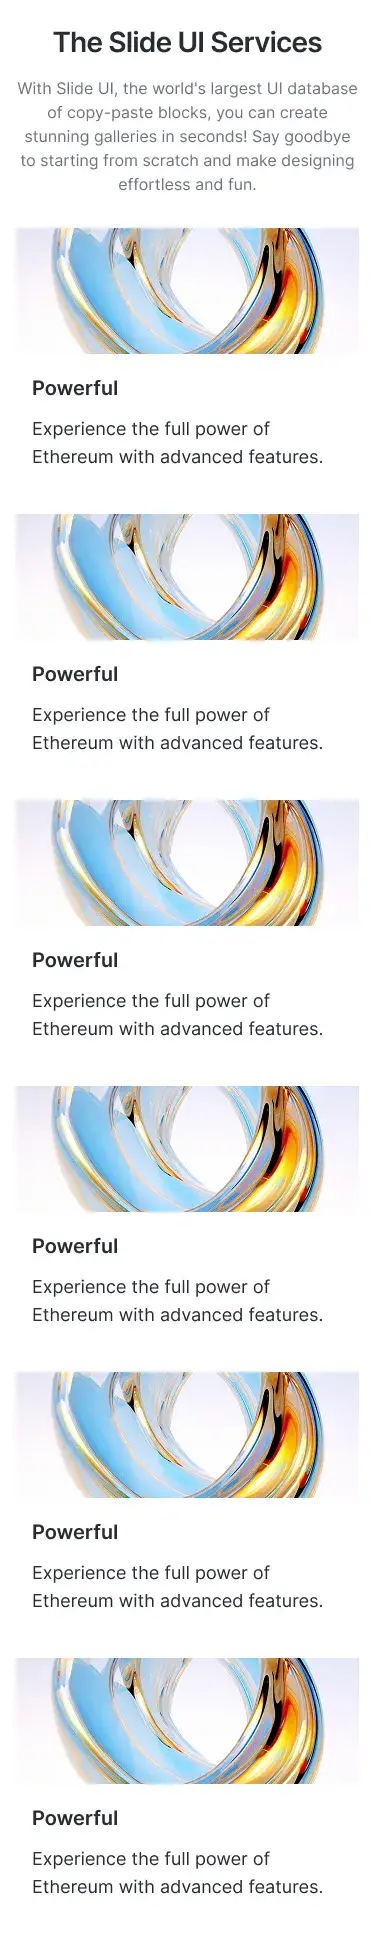 The Slide UI Services
With Slide UI, the world's largest UI database
of copy-paste blocks, you can create
stunning galleries in seconds! Say goodbye
to starting from scratch and make designing
effortless and fun.
Powerful
Experience the full power of
Ethereum with advanced features.
Powerful
Experience the full power of
Ethereum with advanced features.
Powerful
Experience the full power of
Ethereum with advanced features.
Powerful
Experience the full power of
Ethereum with advanced features.
Powerful
Experience the full power of
Ethereum with advanced features.
Powerful
Experience the full power of
Ethereum with advanced features.